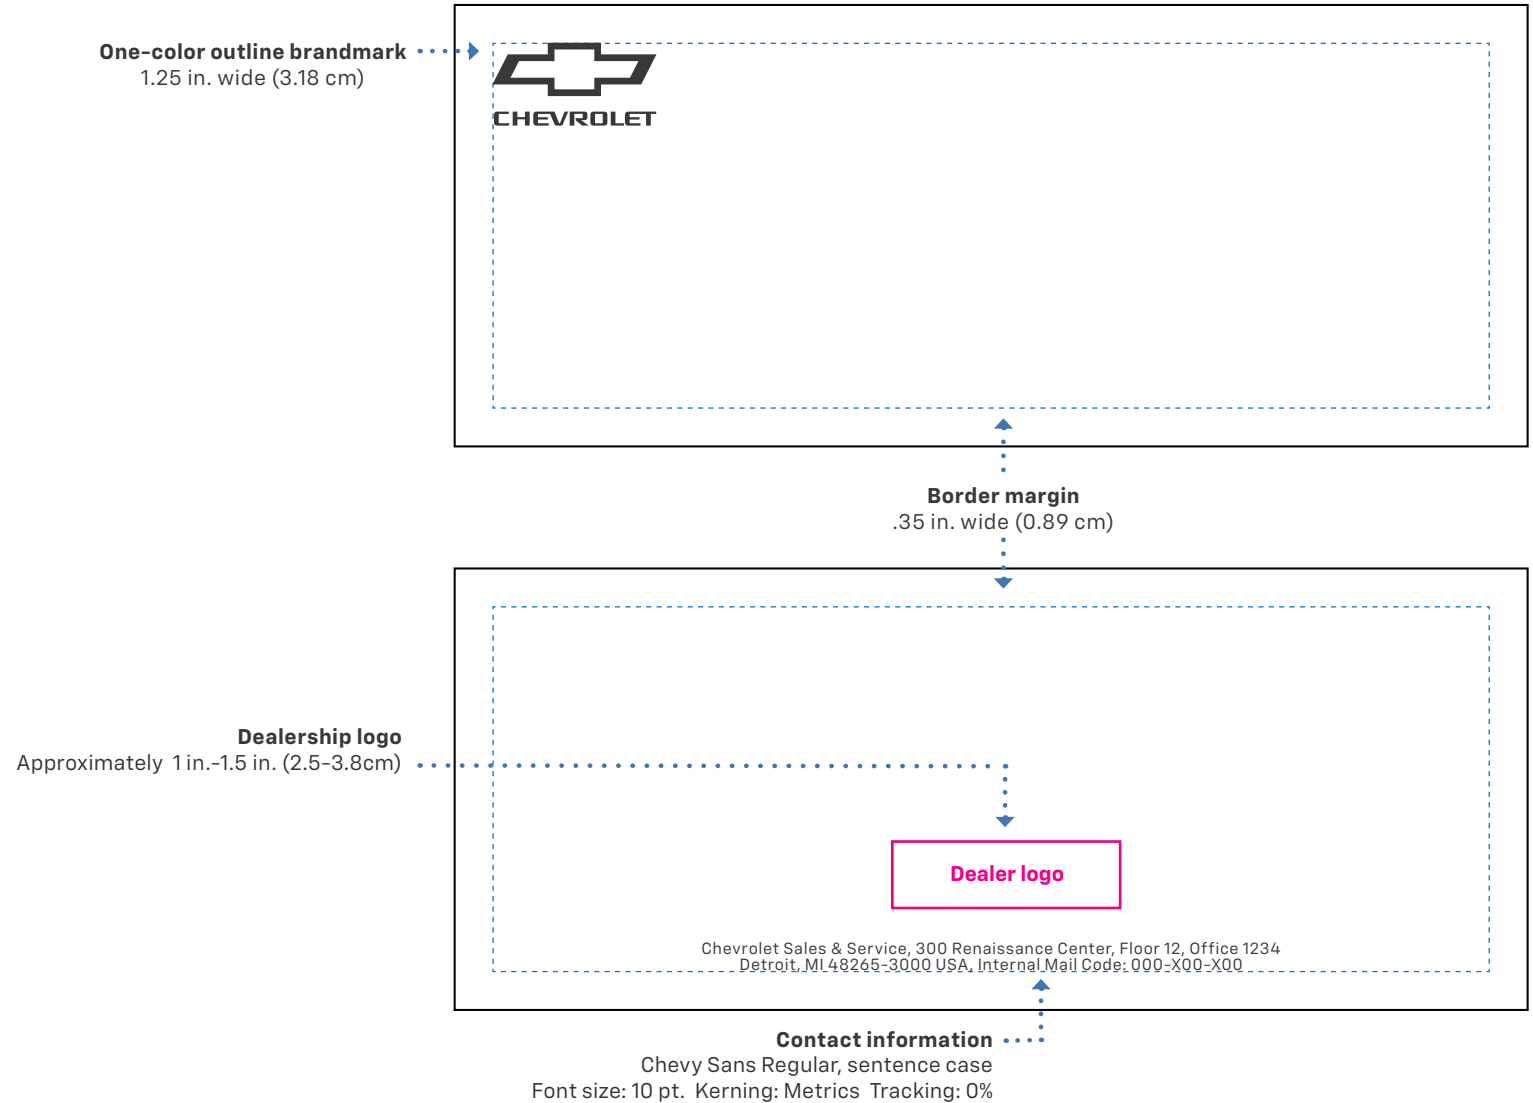 One-color outline brandmark
1.25 in. wide (3.18 cm)
CHEVROLET
Border margin
.35 in. wide (0.89 cm)
Dealership logo
Approximately 1 in.-1.5 in. (2.5-3.8cm)
Dealer logo
Chevrolet Sales & Service, 300 Renaissance Center, Floor 12, Office 1234
Detroit, MI 48265-3000 USA, Internal Mail Code: 000-X00-X00
Contact information
Chevy Sans Regular, sentence case
Font size: 10 pt. Kerning: Metrics Tracking: 0%